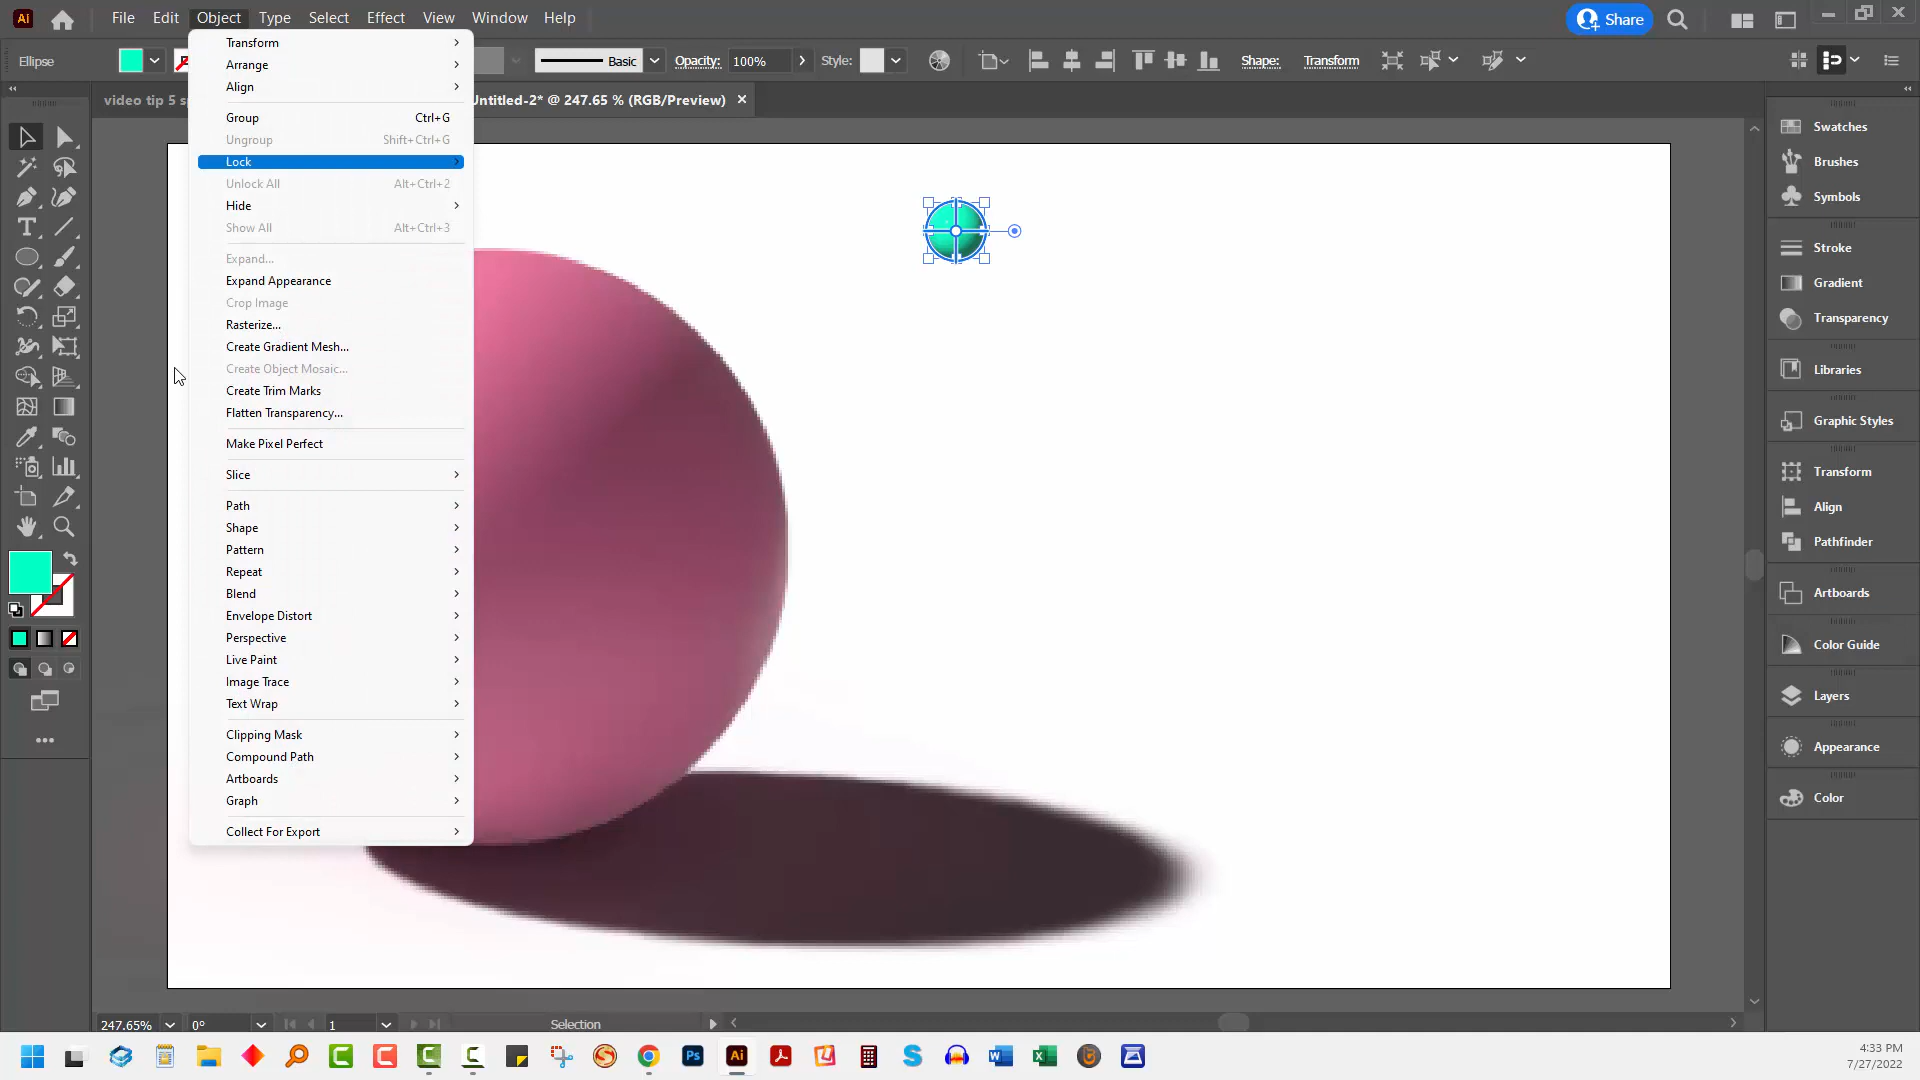 Ai File Edit Object Type Select Effect View Window Help Share
Ellipse Basic Opacity: 100% Style: Shape: Transform
video tip 5 s
Untitled-2* @ 247.65 % (RGB/Preview)
Transform
Arrange
Align
Group Ctrl+G
Ungroup Shift+Ctrl+G
Lock
Unlock All Alt+Ctrl+2
Hide
Show All Alt+Ctrl+3
Expand...
Expand Appearance
Crop Image
Rasterize...
Create Gradient Mesh...
Create Object Mosaic...
Create Trim Marks
Flatten Transparency...
Make Pixel Perfect
Slice
Path
Shape
Pattern
Repeat
Blend
Envelope Distort
Perspective
Live Paint
Image Trace
Text Wrap
Clipping Mask
Compound Path
Artboards
Graph
Collect For Export
Swatches
Brushes
Symbols
Stroke
Gradient
Transparency
Libraries
Graphic Styles
Transform
Align
Pathfinder
Artboards
Color Guide
Layers
Appearance
Color
247.65% 0° 1 Selection
Ps Ai
4:33 PM
7/27/2022